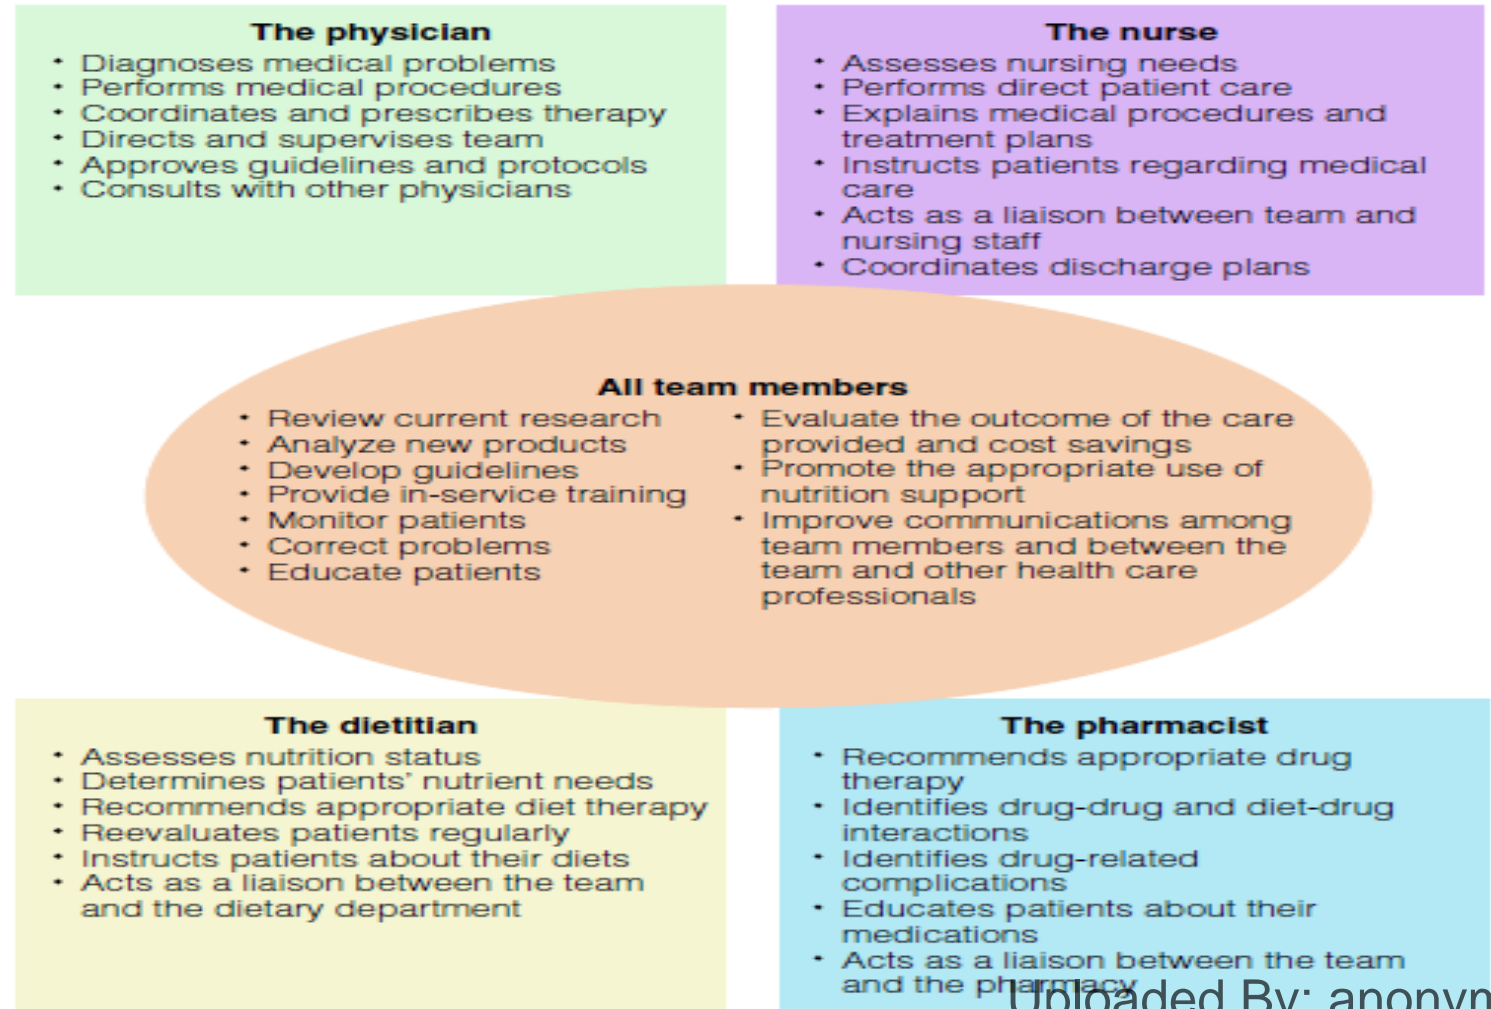 The physician
• Diagnoses medical problems
• Performs medical procedures
• Coordinates and prescribes therapy
• Directs and supervises team
• Approves guidelines and protocols
• Consults with other physicians
The nurse
• Assesses nursing needs
• Performs direct patient care
• Explains medical procedures and
treatment plans
• Instructs patients regarding medical
care
• Acts as a liaison between team and
nursing staff
• Coordinates discharge plans
All team members
• Review current research
• Analyze new products
• Develop guidelines
• Provide in-service training
• Monitor patients
• Correct problems
• Educate patients
• Evaluate the outcome of the care
provided and cost savings
• Promote the appropriate use of
nutrition support
• Improve communications among
team members and between the
team and other health care
professionals
The dietitian
• Assesses nutrition status
• Determines patients' nutrient needs
• Recommends appropriate diet therapy
• Reevaluates patients regularly
• Instructs patients about their diets
• Acts as a liaison between the team
and the dietary department
The pharmacist
• Recommends appropriate drug
therapy
• Identifies drug-drug and diet-drug
interactions
• Identifies drug-related
complications
• Educates patients about their
medications
• Acts as a liaison between the team
and the pharmacy
Uploaded By: anonym